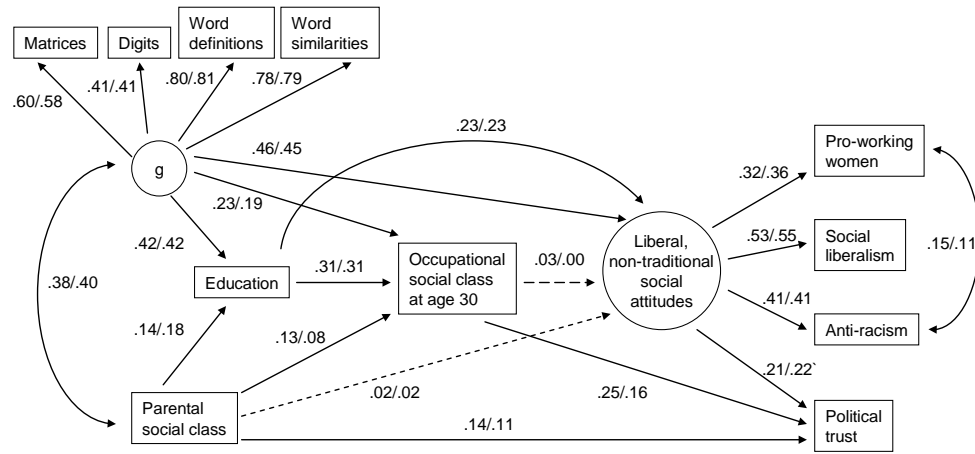 Matrices
Digits
Word
definitions
Word
similarities
.60/.58
.41/.41
.80/.81
.78/.79
g
.23/.23
.46/.45
.23/.19
.42/.42
.38/.40
Education
.31/.31
Occupational
social class
at age 30
.03/.00
Liberal,
non-traditional
social
attitudes
.32/.36
Pro-working
women
.53/.55
Social
liberalism
.15/.11
.41/.41
Anti-racism
.14/.18
.13/.08
.02/.02
.25/.16
.21/.22`
Parental
social class
.14/.11
Political
trust